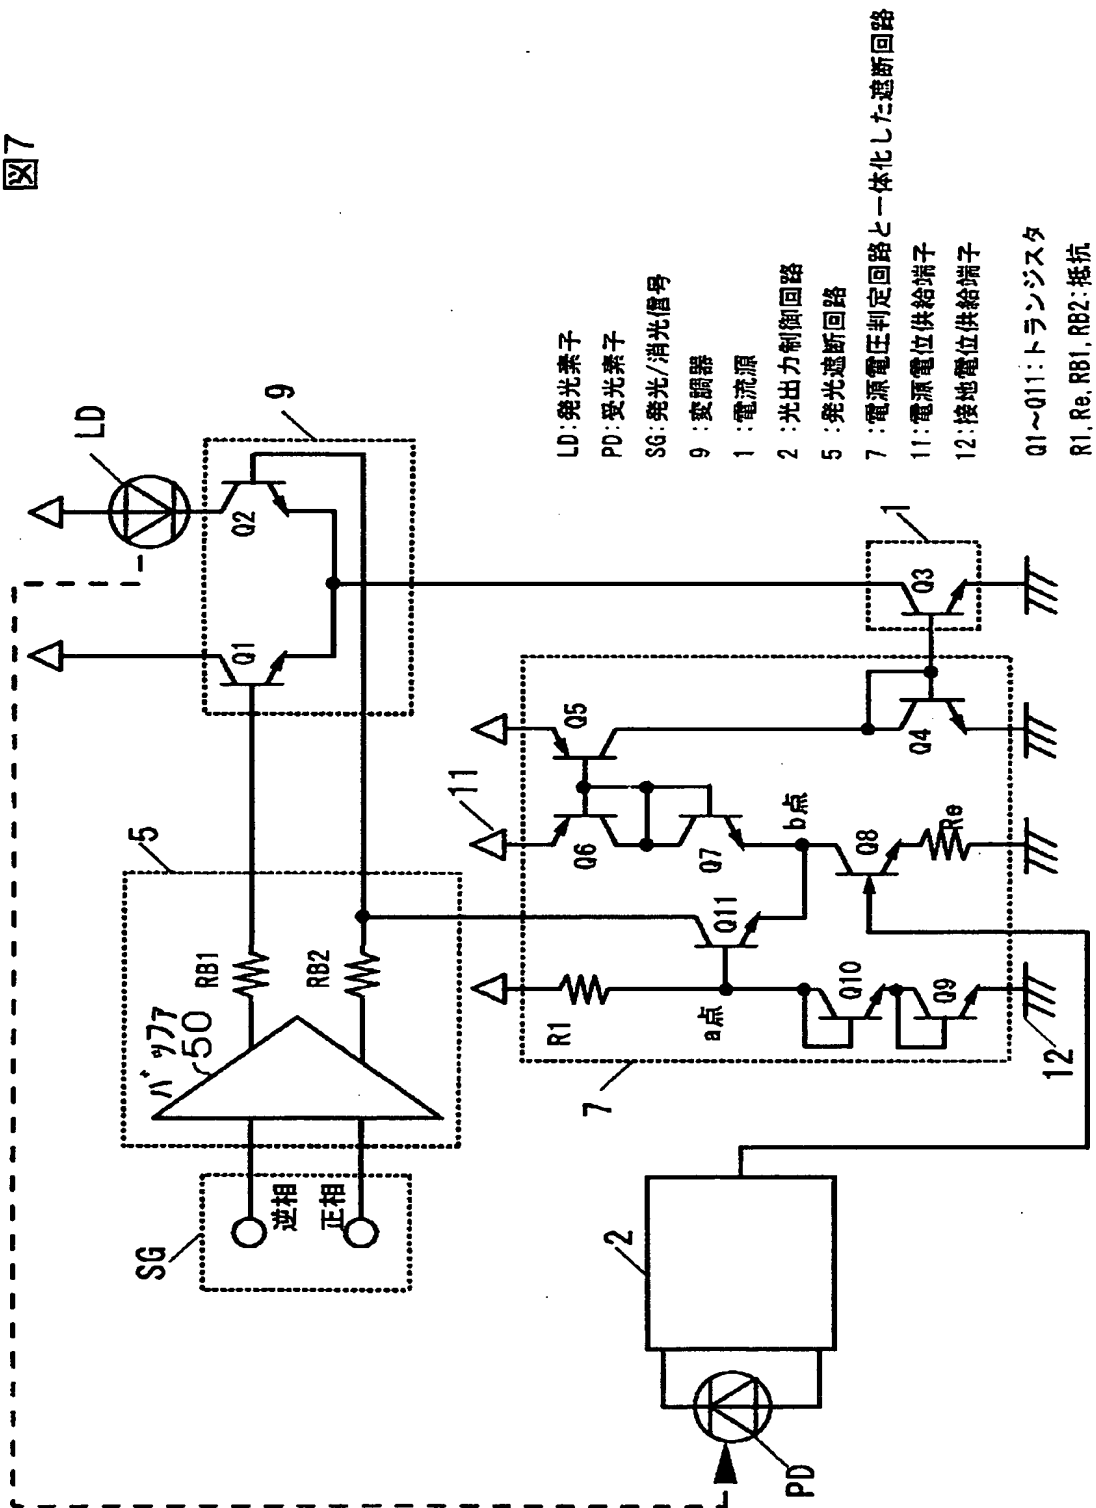 図7
LD
9
Q1
Q2
5
バッファ
50
RB1
RB2
SG
逆相
正相
11
Q5
Q6
Q7
b点
Q11
Q8
Re
R1
a点
Q10
Q9
Q4
7
12
1
Q3
2
PD
LD:発光素子
PD:受光素子
SG:発光/消光信号
9:変調器
1:電流源
2:光出力制御回路
5:発光遮断回路
7:電源電圧判定回路と一体化した遮断回路
11:電源電位供給端子
12:接地電位供給端子
Q1~Q11:トランジスタ
R1,Re,RB1,RB2:抵抗